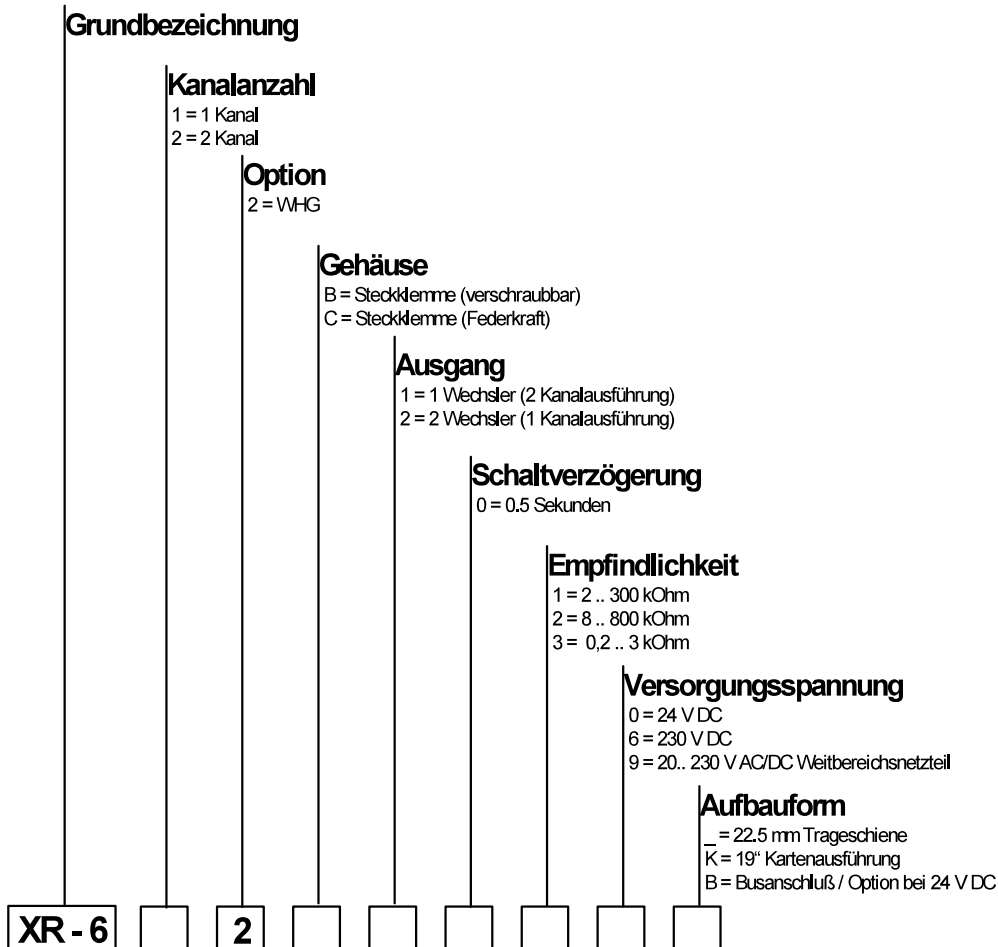 Grundbezeichnung
Kanalanzahl
1 = 1 Kanal
2 = 2 Kanal
Option
2 = WHG
Gehäuse
B = Steckklemme (verschraubbar)
C = Steckklemme (Federkraft)
Ausgang
1 = 1 Wechsler (2 Kanalausführung)
2 = 2 Wechsler (1 Kanalausführung)
Schaltverzögerung
0 = 0.5 Sekunden
Empfindlichkeit
1 = 2 .. 300 kOhm
2 = 8 .. 800 kOhm
3 = 0,2 .. 3 kOhm
Versorgungsspannung
0 = 24 V DC
6 = 230 V DC
9 = 20.. 230 V AC/DC Weitbereichsnetzteil
Aufbauform
_ = 22.5 mm Trageschiene
K = 19“ Kartenausführung
B = Busanschluß / Option bei 24 V DC
XR - 6 2